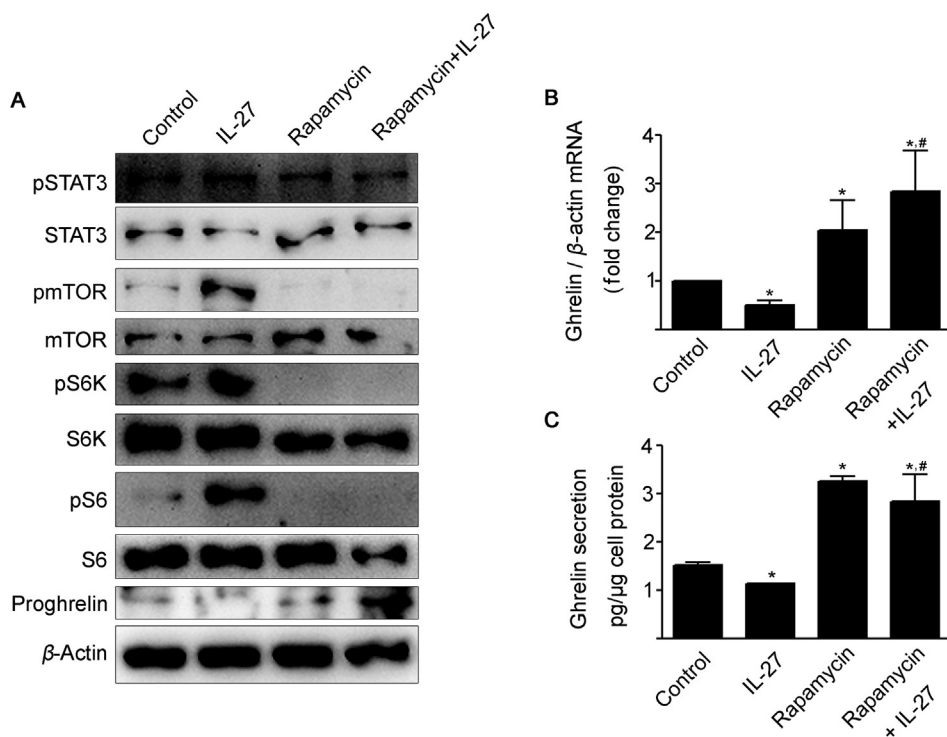 A
Control
IL-27
Rapamycin
Rapamycin+IL-27
pSTAT3
STAT3
pmTOR
mTOR
pS6K
S6K
pS6
S6
Proghrelin
β-Actin
B
Ghrelin / β-actin mRNA
(fold change)
4
3
2
1
*
*
*,#
Control
IL-27
Rapamycin
Rapamycin
+IL-27
C
Ghrelin secretion
pg/μg cell protein
4
3
2
1
*
*
*,#
Control
IL-27
Rapamycin
Rapamycin
+ IL-27